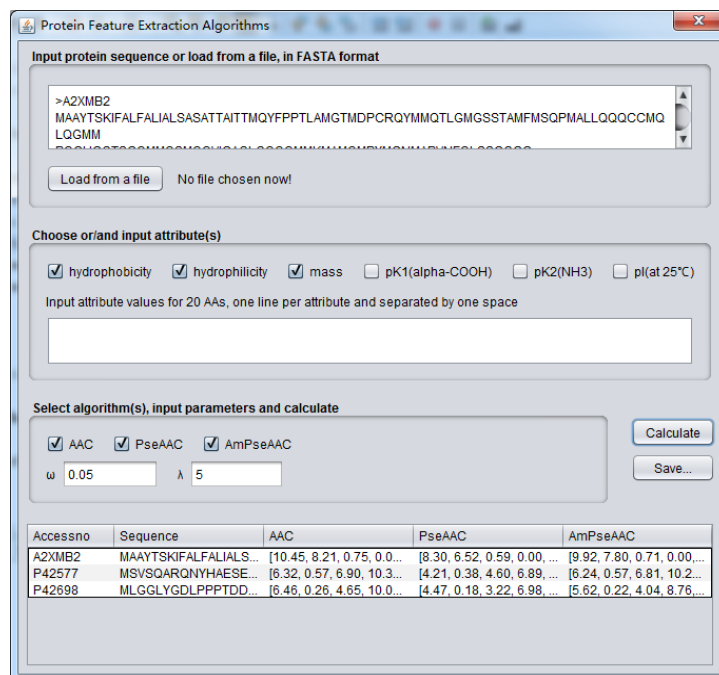 Protein Feature Extraction Algorithms
Input protein sequence or load from a file, in FASTA format
>A2XMB2
MAAYTSKIFALFALIALSASATTAITTMQYFPPTLAMGTMDPCRQYMMQTLGMGSSTAMFMSQPMALLQQQCCMQ
LQGMM
Load from a file No file chosen now!
Choose or/and input attribute(s)
hydrophobicity hydrophilicity mass pK1(alpha-COOH) pK2(NH3) pI(at 25℃)
Input attribute values for 20 AAs, one line per attribute and separated by one space
Select algorithm(s), input parameters and calculate
AAC PseAAC AmPseAAC
Calculate
ω 0.05 λ 5
Save...
Accessno Sequence AAC PseAAC AmPseAAC
A2XMB2 MAAYTSKIFALFALIALS... [10.45, 8.21, 0.75, 0.0... [8.30, 6.52, 0.59, 0.00, ... [9.92, 7.80, 0.71, 0.00,...
P42577 MSVSQARQNYHAESE... [6.32, 0.57, 6.90, 10.3... [4.21, 0.38, 4.60, 6.89, ... [6.24, 0.57, 6.81, 10.2...
P42698 MLGGLYGDLPPPTDD... [6.46, 0.26, 4.65, 10.0... [4.47, 0.18, 3.22, 6.98, ... [5.62, 0.22, 4.04, 8.76,...